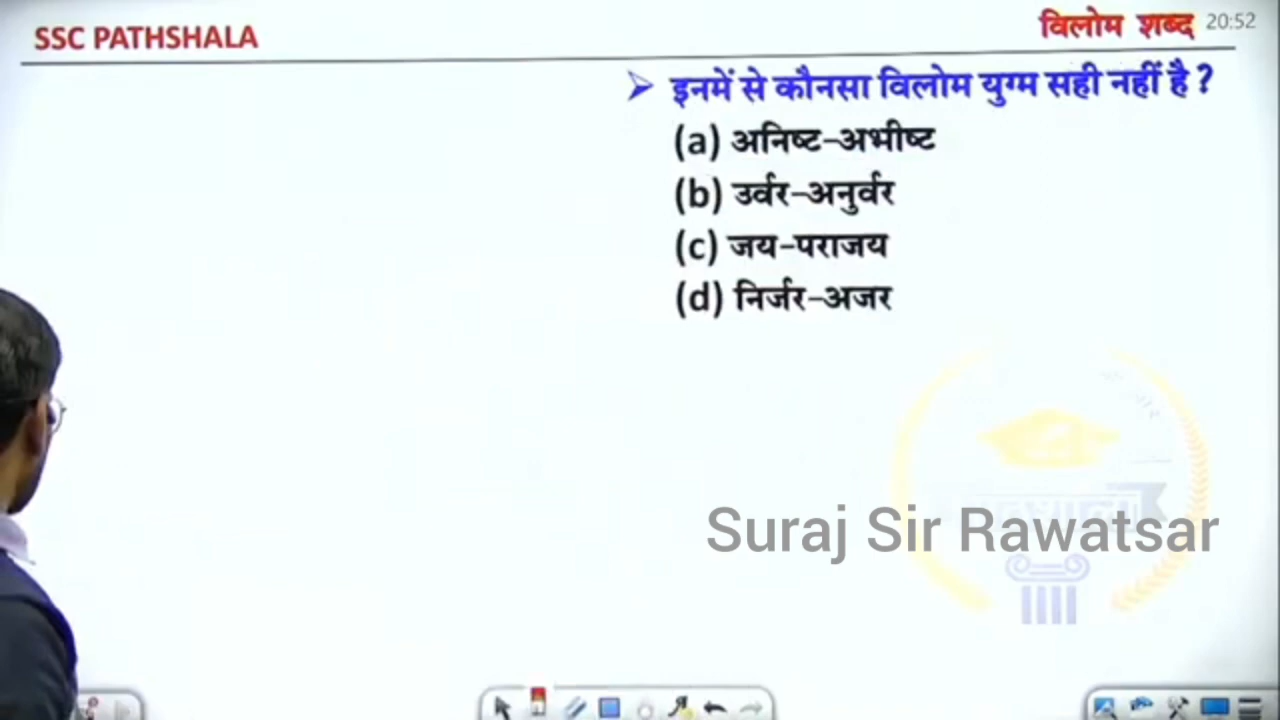 SSC PATHSHALA
विलोम शब्द 20:52
➢ इनमें से कौनसा विलोम युग्म सही नहीं है ?
(a) अनिष्ट-अभीष्ट
(b) उर्वर-अनुर्वर
(c) जय-पराजय
(d) निर्जर-अजर
Suraj Sir Rawatsar